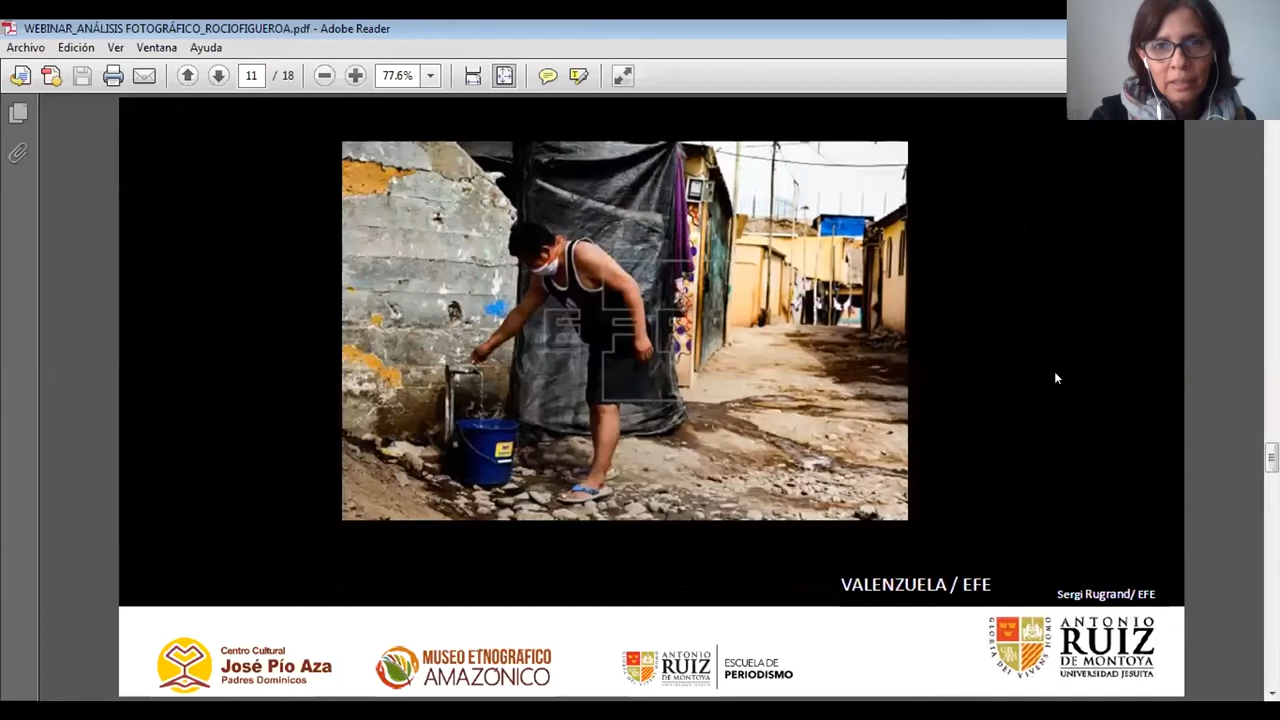 WEBINAR_ANÁLISIS FOTOGRÁFICO_ROCIOFIGUEROA.pdf - Adobe Reader
Archivo Edición Ver Ventana Ayuda
11 / 18 77.6%
EFE
VALENZUELA / EFE
Sergi Rugrand/ EFE
Centro Cultural
José Pío Aza
Padres Dominicos
MUSEO ETNOGRÁFICO
AMAZÓNICO
ANTONIO
RUIZ
DE MONTOYA
UNIVERSIDAD JESUITA
ESCUELA DE
PERIODISMO
ANTONIO
RUIZ
DE MONTOYA
UNIVERSIDAD JESUITA